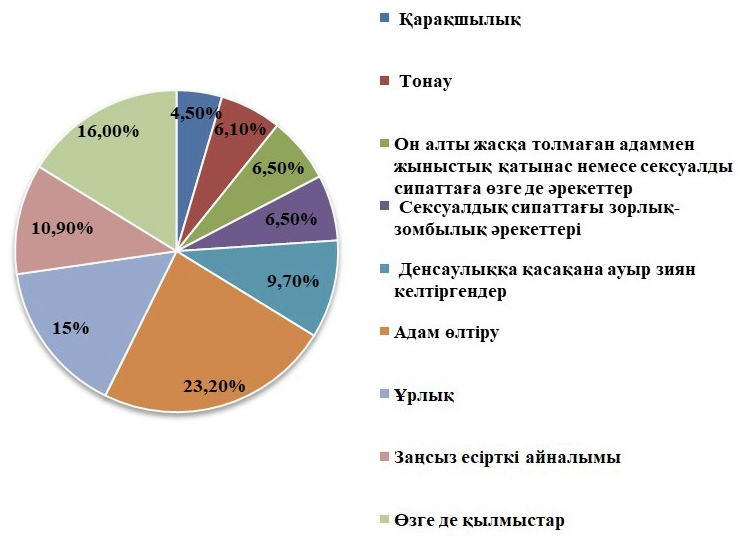 4,50%
6,10%
6,50%
6,50%
9,70%
23,20%
15%
10,90%
16,00%
Қарақшылық
Тонау
Он алты жасқа толмаған адаммен
жыныстық қатынас немесе сексуалды
сипаттаға өзге де әрекеттер
Сексуалдық сипаттағы зорлық-
зомбылық әрекеттері
Денсаулыққа қасақана ауыр зиян
келтіргендер
Адам өлтіру
Ұрлық
Заңсыз есірткі айналымы
Өзге де қылмыстар